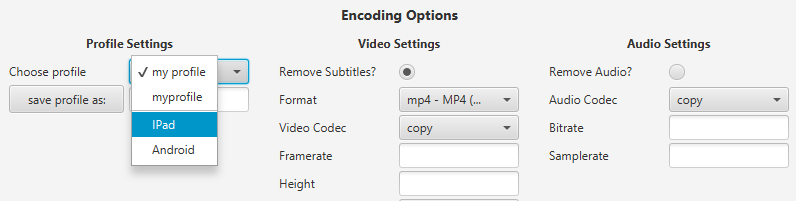 Encoding Options
Profile Settings
Choose profile
✓ my profile
myprofile
IPad
Android
save profile as:
Video Settings
Remove Subtitles?
Format
mp4 - MP4 (...
Video Codec
copy
Framerate
Height
Audio Settings
Remove Audio?
Audio Codec
copy
Bitrate
Samplerate